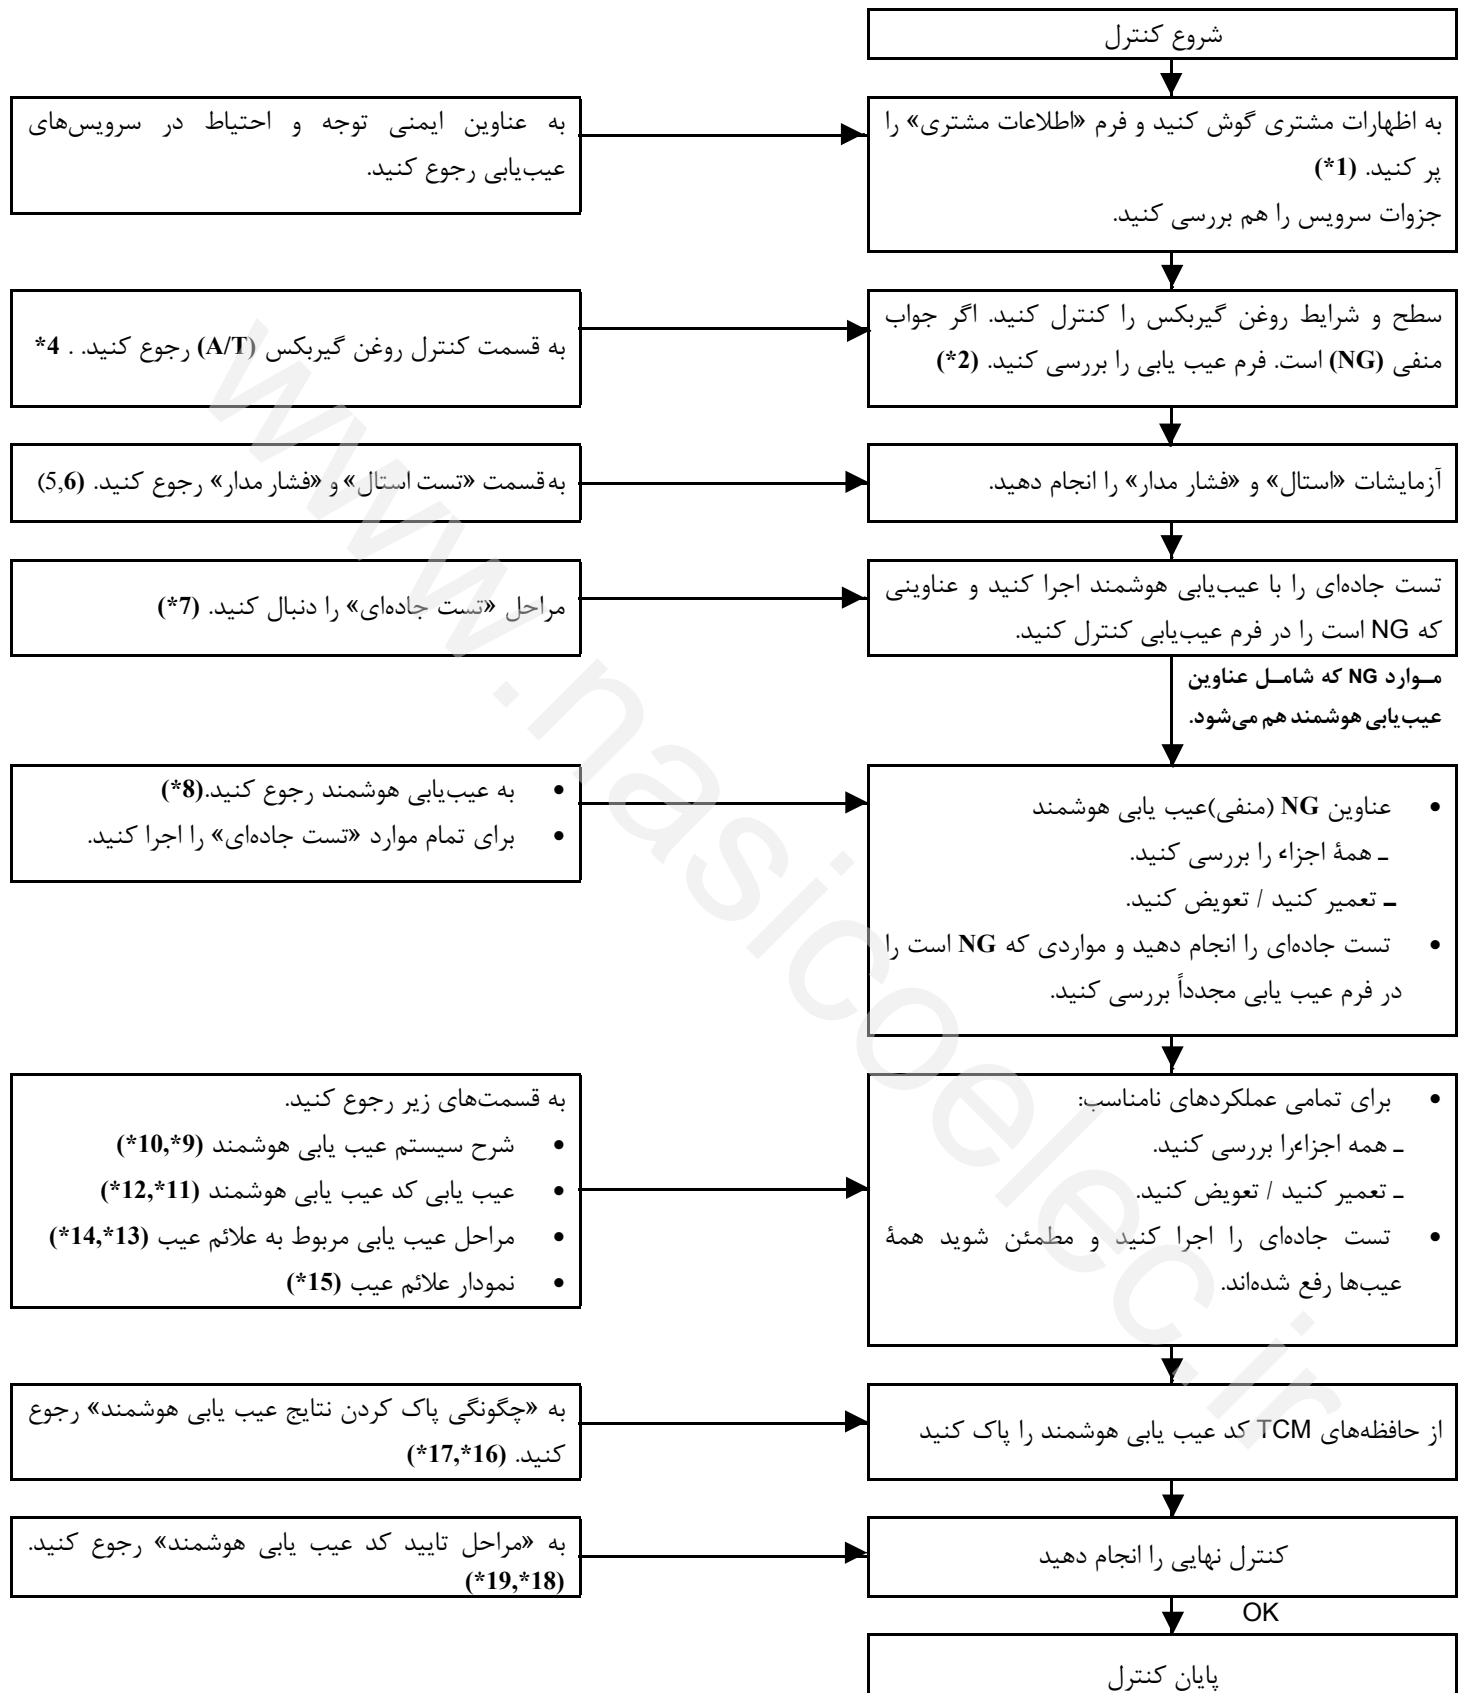 شروع کنترل
به اظهارات مشتری گوش کنید و فرم «اطلاعات مشتری» را
پر کنید. (1*)
جزوات سرویس را هم بررسی کنید.
به عناوین ایمنی توجه و احتیاط در سرویس‌های
عیب‌یابی رجوع کنید.
سطح و شرایط روغن گیربکس را کنترل کنید. اگر جواب
منفی (NG) است. فرم عیب یابی را بررسی کنید. (2*)
به قسمت کنترل روغن گیربکس (A/T) رجوع کنید. . 4*
آزمایشات «استال» و «فشار مدار» را انجام دهید.
به قسمت «تست استال» و «فشار مدار» رجوع کنید. (5,6)
تست جاده‌ای را با عیب‌یابی هوشمند اجرا کنید و عناوینی
که NG است را در فرم عیب‌یابی کنترل کنید.
مراحل «تست جاده‌ای» را دنبال کنید. (7*)
مـوارد NG که شامـل عناوین
عیب‌یابی هوشمند هم می‌شود.
• عناوین NG (منفی)عیب یابی هوشمند
ـ همۀ اجزاء را بررسی کنید.
ـ تعمیر کنید / تعویض کنید.
• تست جاده‌ای را انجام دهید و مواردی که NG است را
در فرم عیب یابی مجدداً بررسی کنید.
• به عیب‌یابی هوشمند رجوع کنید.(8*)
• برای تمام موارد «تست جاده‌ای» را اجرا کنید.
• برای تمامی عملکردهای نامناسب:
ـ همه اجزاءرا بررسی کنید.
ـ تعمیر کنید / تعویض کنید.
• تست جاده‌ای را اجرا کنید و مطمئن شوید همۀ
عیب‌ها رفع شده‌اند.
به قسمت‌های زیر رجوع کنید.
• شرح سیستم عیب یابی هوشمند (9*,10*)
• عیب یابی کد عیب یابی هوشمند (11*,12*)
• مراحل عیب یابی مربوط به علائم عیب (13*,14*)
• نمودار علائم عیب (15*)
از حافظه‌های TCM کد عیب یابی هوشمند را پاک کنید
به «چگونگی پاک کردن نتایج عیب یابی هوشمند» رجوع
کنید. (16*,17*)
کنترل نهایی را انجام دهید
به «مراحل تایید کد عیب یابی هوشمند» رجوع کنید.
(18*,19*)
OK
پایان کنترل
www.nasicoelec.ir